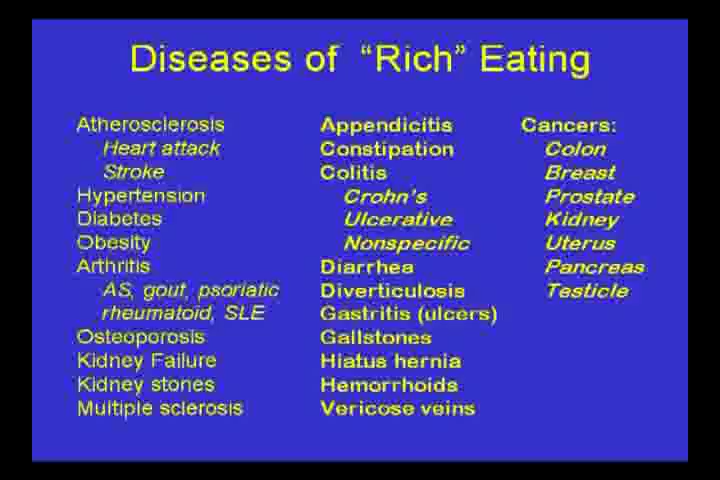 Diseases of “Rich” Eating
Atherosclerosis
Heart attack
Stroke
Hypertension
Diabetes
Obesity
Arthritis
AS, gout, psoriatic
rheumatoid, SLE
Osteoporosis
Kidney Failure
Kidney stones
Multiple sclerosis
Appendicitis
Constipation
Colitis
Crohn’s
Ulcerative
Nonspecific
Diarrhea
Diverticulosis
Gastritis (ulcers)
Gallstones
Hiatus hernia
Hemorrhoids
Vericose veins
Cancers:
Colon
Breast
Prostate
Kidney
Uterus
Pancreas
Testicle